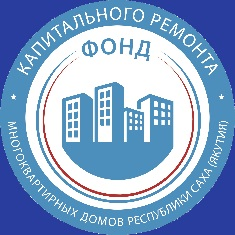 ФОНД
КАПИТАЛЬНОГО РЕМОНТА
МНОГОКВАРТИРНЫХ ДОМОВ РЕСПУБЛИКИ САХА (ЯКУТИЯ)